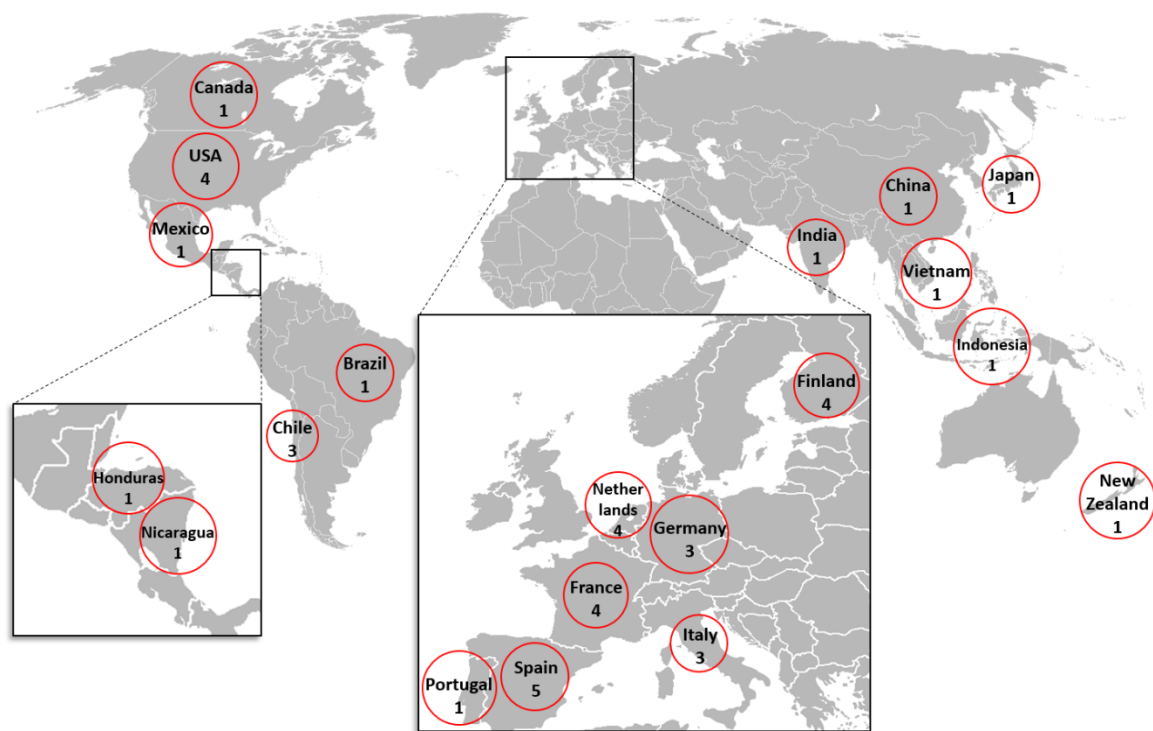 Canada
1
USA
4
Mexico
1
Brazil
1
Chile
3
Honduras
1
Nicaragua
1
Finland
4
Nether
lands
4
Germany
3
France
4
Italy
3
Spain
5
Portugal
1
India
1
China
1
Japan
1
Vietnam
1
Indonesia
1
New
Zealand
1